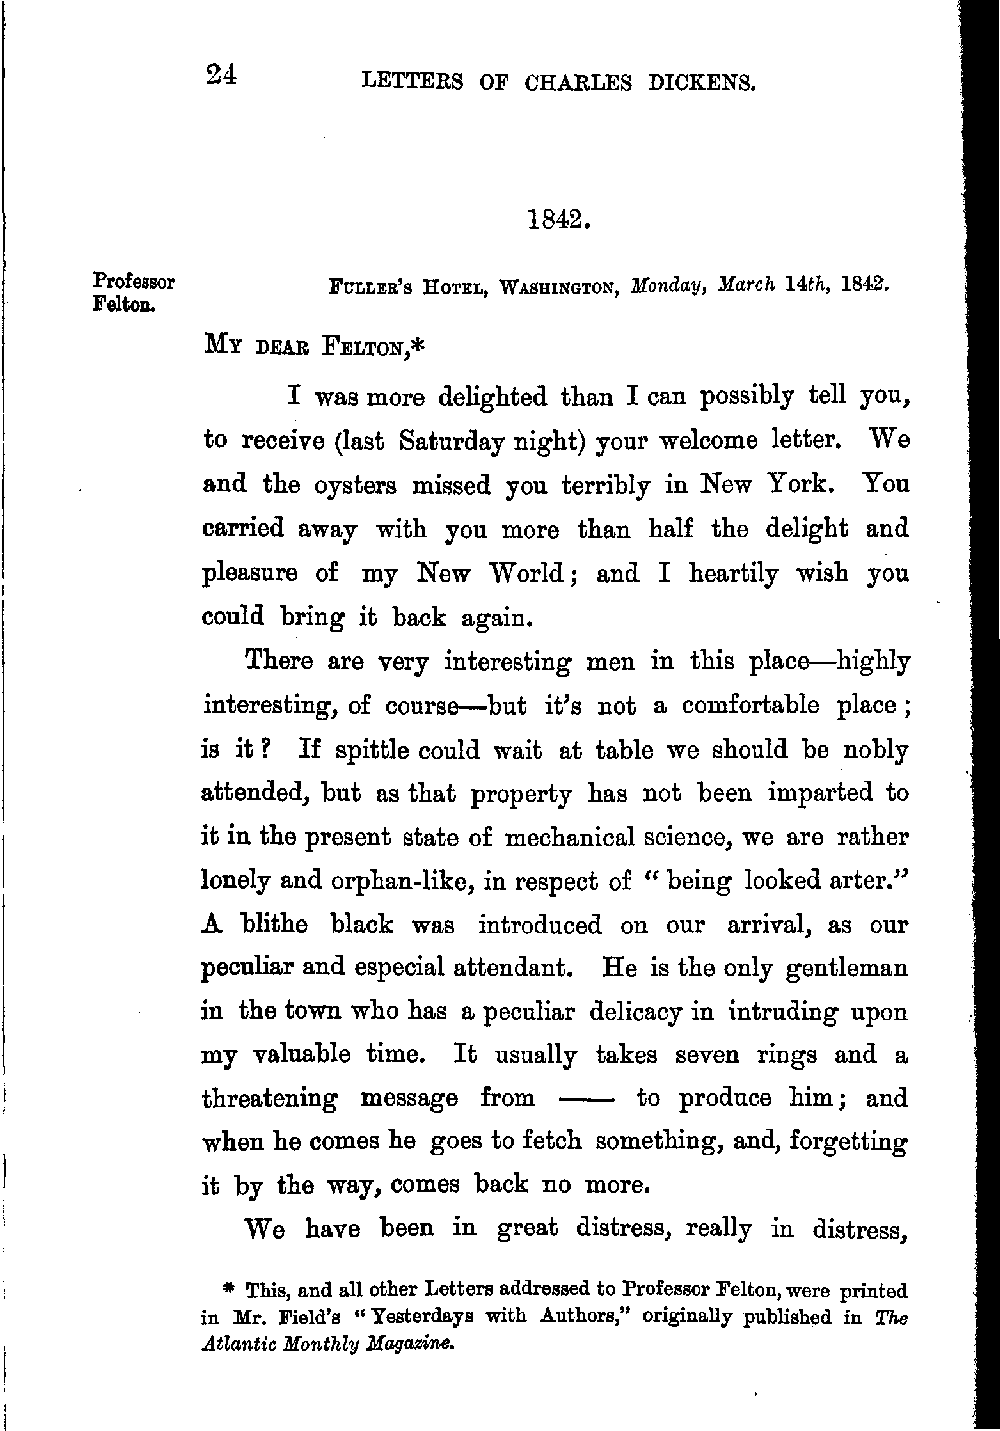 24
LETTERS OF CHARLES DICKENS.
1842.
Professor
Felton.
FULLER'S HOTEL, WASHINGTON, Monday, March 14th, 1842.
MY DEAR FELTON,*
I was more delighted than I can possibly tell you,
to receive (last Saturday night) your welcome letter. We
and the oysters missed you terribly in New York. You
carried away with you more than half the delight and
pleasure of my New World; and I heartily wish you
could bring it back again.
There are very interesting men in this place—highly
interesting, of course—but it's not a comfortable place;
is it? If spittle could wait at table we should be nobly
attended, but as that property has not been imparted to
it in the present state of mechanical science, we are rather
lonely and orphan-like, in respect of "being looked arter."
A blithe black was introduced on our arrival, as our
peculiar and especial attendant. He is the only gentleman
in the town who has a peculiar delicacy in intruding upon
my valuable time. It usually takes seven rings and a
threatening message from —— to produce him; and
when he comes he goes to fetch something, and, forgetting
it by the way, comes back no more.
We have been in great distress, really in distress,
* This, and all other Letters addressed to Professor Felton, were printed
in Mr. Field's "Yesterdays with Authors," originally published in The
Atlantic Monthly Magazine.